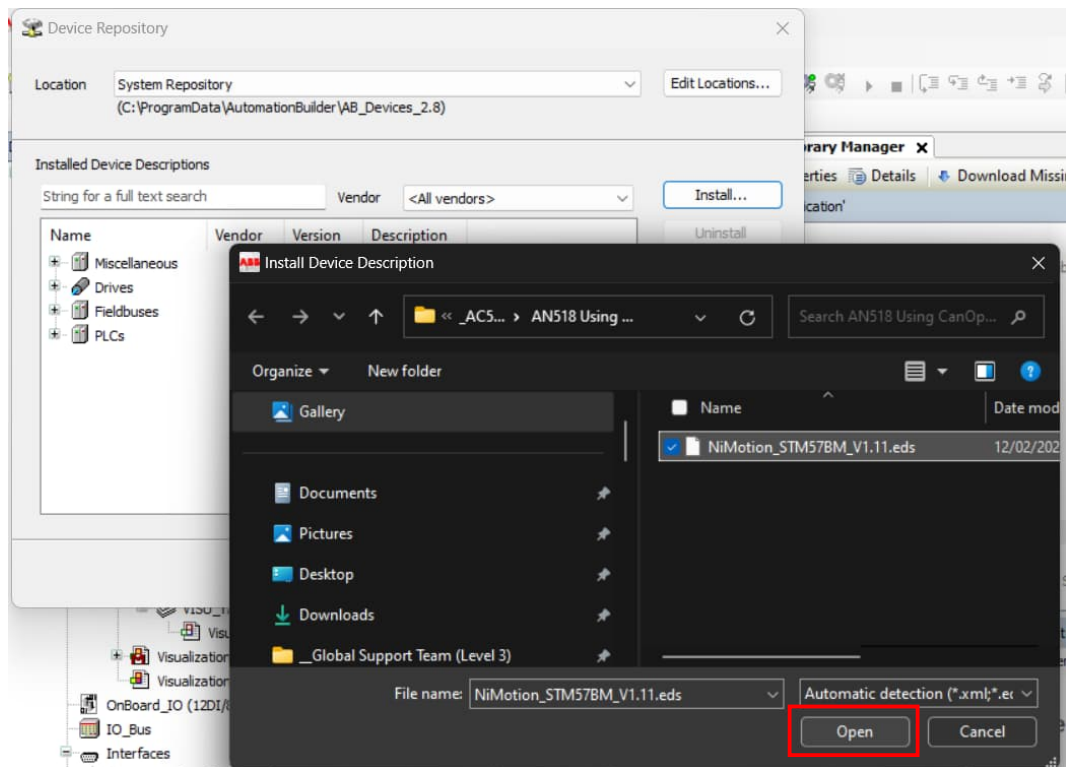 Device Repository
Location
System Repository
Edit Locations...
(C:\ProgramData\AutomationBuilder\AB_Devices_2.8)
Library Manager
Details
Download Missi
Installed Device Descriptions
String for a full text search
Vendor
<All vendors>
Install...
Uninstall
Name
Vendor
Version
Description
Miscellaneous
Drives
Fieldbuses
PLCs
ABB Install Device Description
« _AC5... › AN518 Using ...
Search AN518 Using CanOp...
Organize
New folder
Gallery
Documents
Pictures
Desktop
Downloads
__Global Support Team (Level 3)
Name
Date mod
NiMotion_STM57BM_V1.11.eds
12/02/202
File name:
NiMotion_STM57BM_V1.11.eds
Automatic detection (*.xml;*.ec
Open
Cancel
Visualization
Visualization
OnBoard_IO (12DI/8
IO_Bus
Interfaces